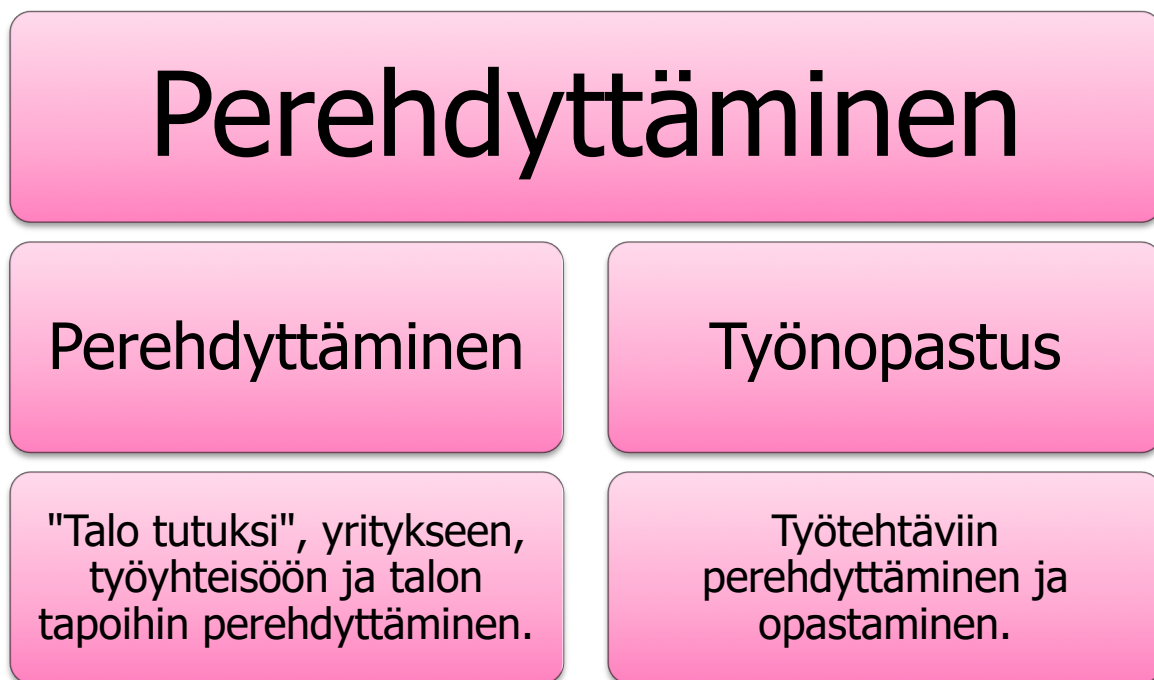 Perehdyttäminen
Perehdyttäminen
Työnopastus
"Talo tutuksi", yritykseen,
työyhteisöön ja talon
tapoihin perehdyttäminen.
Työtehtäviin
perehdyttäminen ja
opastaminen.